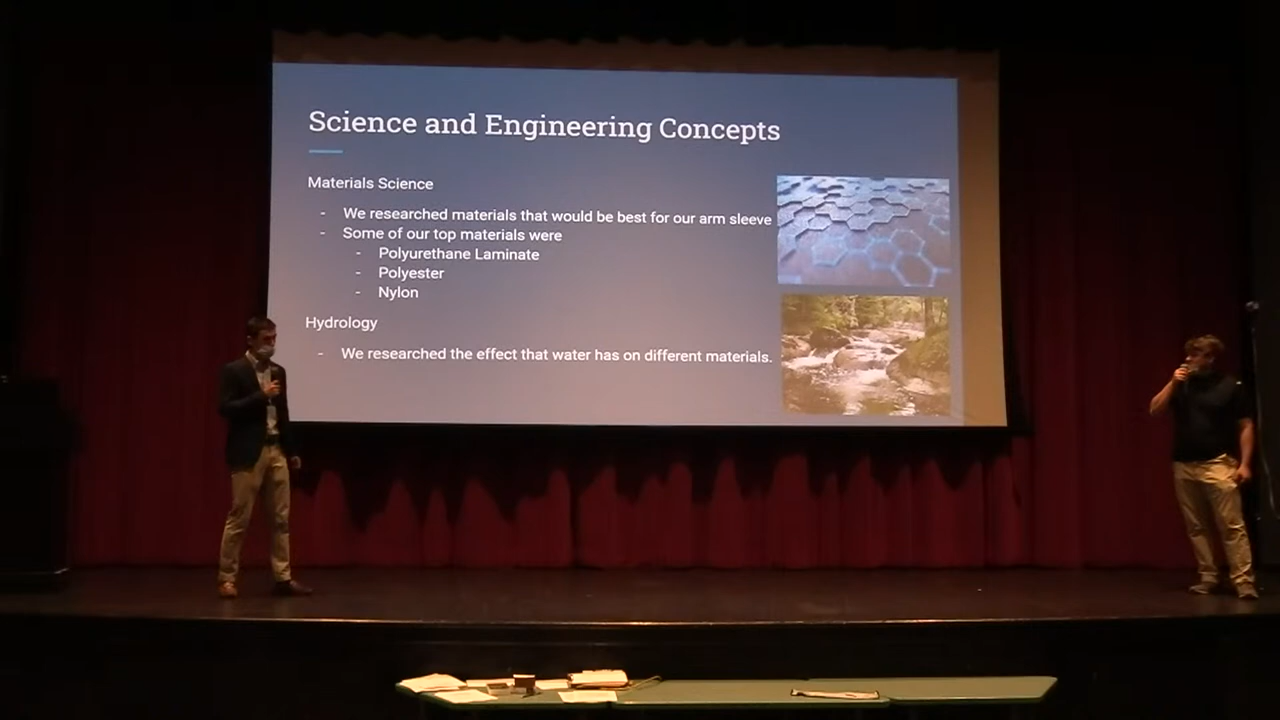 Science and Engineering Concepts
Materials Science
- We researched materials that would be best for our arm sleeve
- Some of our top materials were
- Polyurethane Laminate
- Polyester
- Nylon
Hydrology
- We researched the effect that water has on different materials.